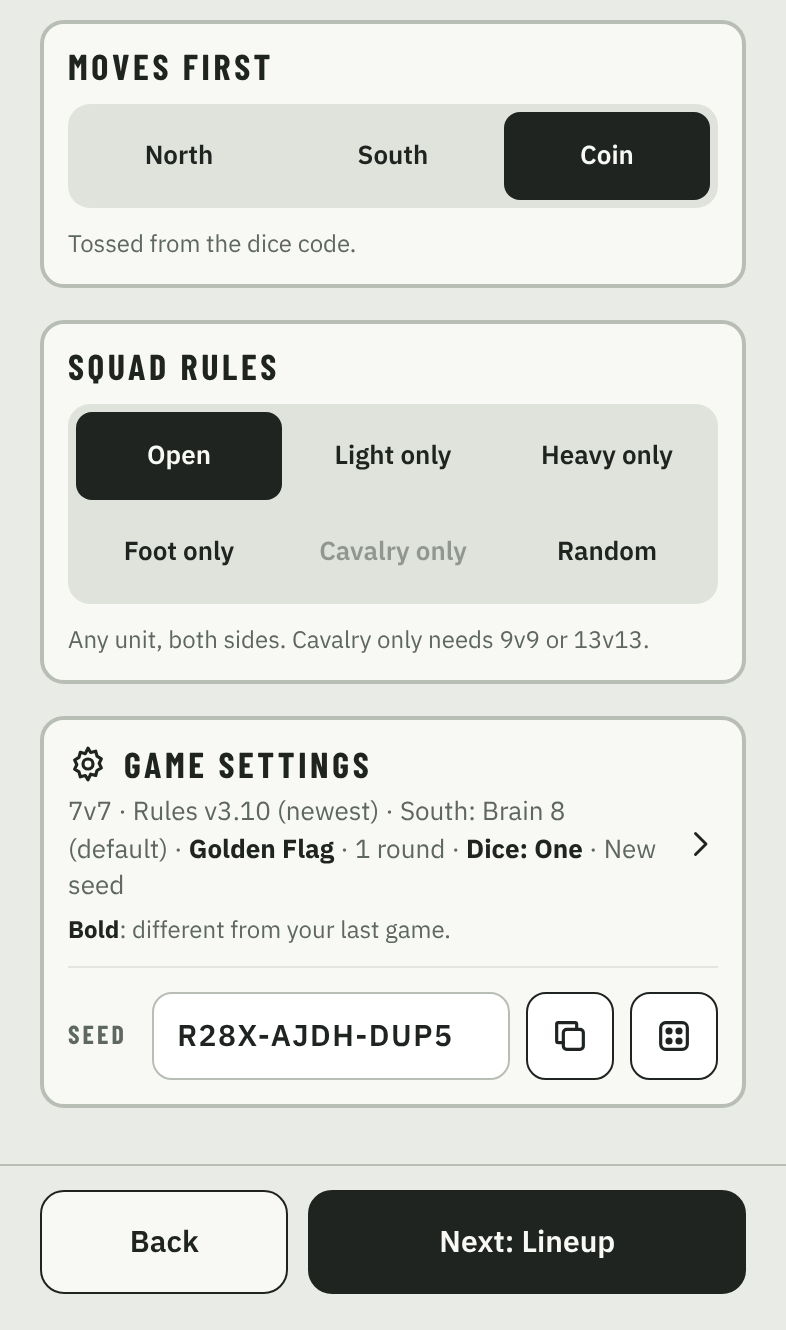 MOVES FIRST
North South Coin
Tossed from the dice code.
SQUAD RULES
Open Light only Heavy only
Foot only Cavalry only Random
Any unit, both sides. Cavalry only needs 9v9 or 13v13.
GAME SETTINGS
7v7 · Rules v3.10 (newest) · South: Brain 8
(default) · Golden Flag · 1 round · Dice: One · New
seed
Bold: different from your last game.
SEED R28X-AJDH-DUP5
Back Next: Lineup